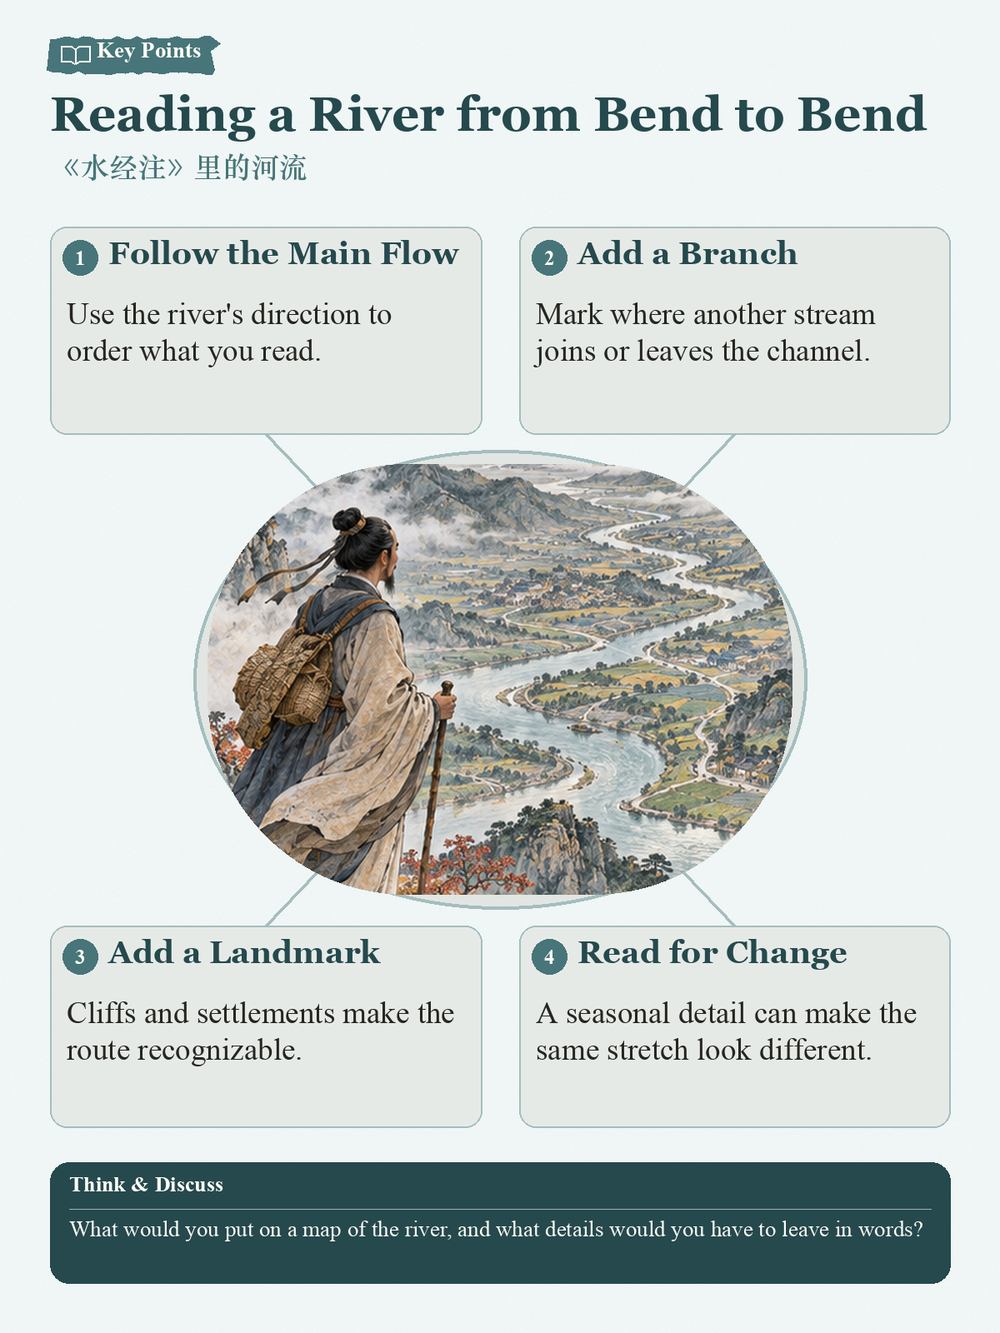 Key Points
Reading a River from Bend to Bend
《水经注》里的河流
1 Follow the Main Flow
Use the river's direction to
order what you read.
2 Add a Branch
Mark where another stream
joins or leaves the channel.
3 Add a Landmark
Cliffs and settlements make the
route recognizable.
4 Read for Change
A seasonal detail can make the
same stretch look different.
Think & Discuss
What would you put on a map of the river, and what details would you have to leave in words?